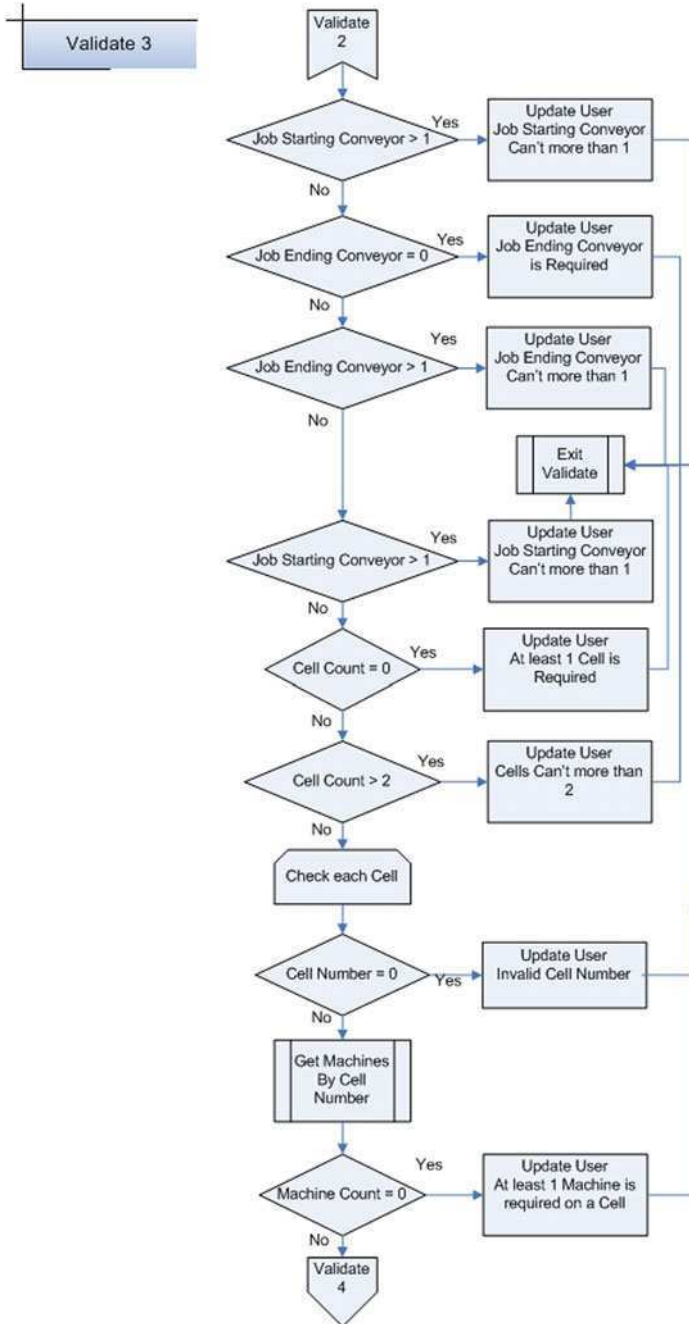 Validate 3
Validate
2
Job Starting Conveyor > 1
Yes
Update User
Job Starting Conveyor
Can't more than 1
No
Job Ending Conveyor = 0
Yes
Update User
Job Ending Conveyor
is Required
No
Job Ending Conveyor > 1
Yes
Update User
Job Ending Conveyor
Can't more than 1
No
Exit
Validate
Job Starting Conveyor > 1
Yes
Update User
Job Starting Conveyor
Can't more than 1
No
Cell Count = 0
Yes
Update User
At least 1 Cell is
Required
No
Cell Count > 2
Yes
Update User
Cells Can't more than
2
No
Check each Cell
Cell Number = 0
Yes
Update User
Invalid Cell Number
No
Get Machines
By Cell
Number
Machine Count = 0
Yes
Update User
At least 1 Machine is
required on a Cell
No
Validate
4